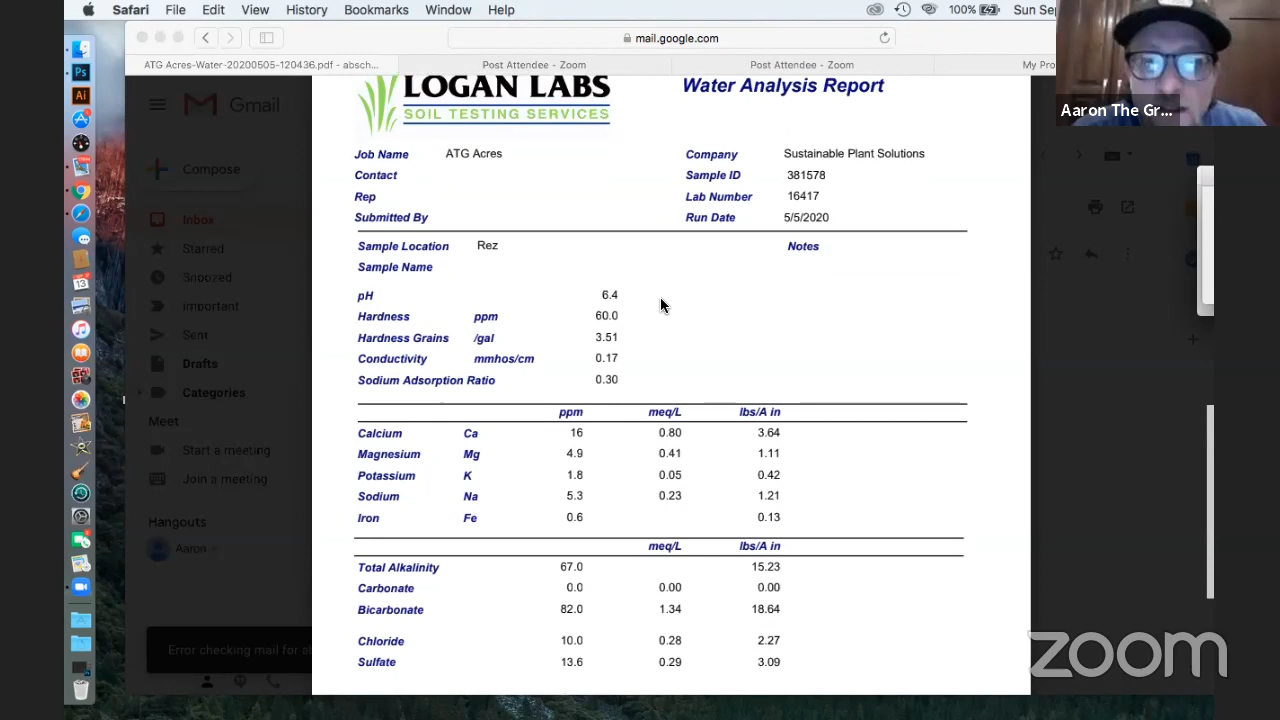 Safari File Edit View History Bookmarks Window Help 100% Sun Sep
mail.google.com
ATG Acres-Water-20200505-120436.pdf - absch... Post Attendee - Zoom Post Attendee - Zoom My Pro
Aaron The Gr...
Gmail
Compose
Inbox
Starred
Snoozed
Important
Sent
Drafts
Categories
Meet
Start a meeting
Join a meeting
Hangouts
Aaron
Error checking mail for ab
LOGAN LABS
SOIL TESTING SERVICES
Water Analysis Report
Job Name ATG Acres Company Sustainable Plant Solutions
Contact Sample ID 381578
Rep Lab Number 16417
Submitted By Run Date 5/5/2020
Sample Location Rez Notes
Sample Name
pH 6.4
Hardness ppm 60.0
Hardness Grains /gal 3.51
Conductivity mmhos/cm 0.17
Sodium Adsorption Ratio 0.30
ppm meq/L lbs/A in
Calcium Ca 16 0.80 3.64
Magnesium Mg 4.9 0.41 1.11
Potassium K 1.8 0.05 0.42
Sodium Na 5.3 0.23 1.21
Iron Fe 0.6 0.13
meq/L lbs/A in
Total Alkalinity 67.0 15.23
Carbonate 0.0 0.00 0.00
Bicarbonate 82.0 1.34 18.64
Chloride 10.0 0.28 2.27
Sulfate 13.6 0.29 3.09
zoom